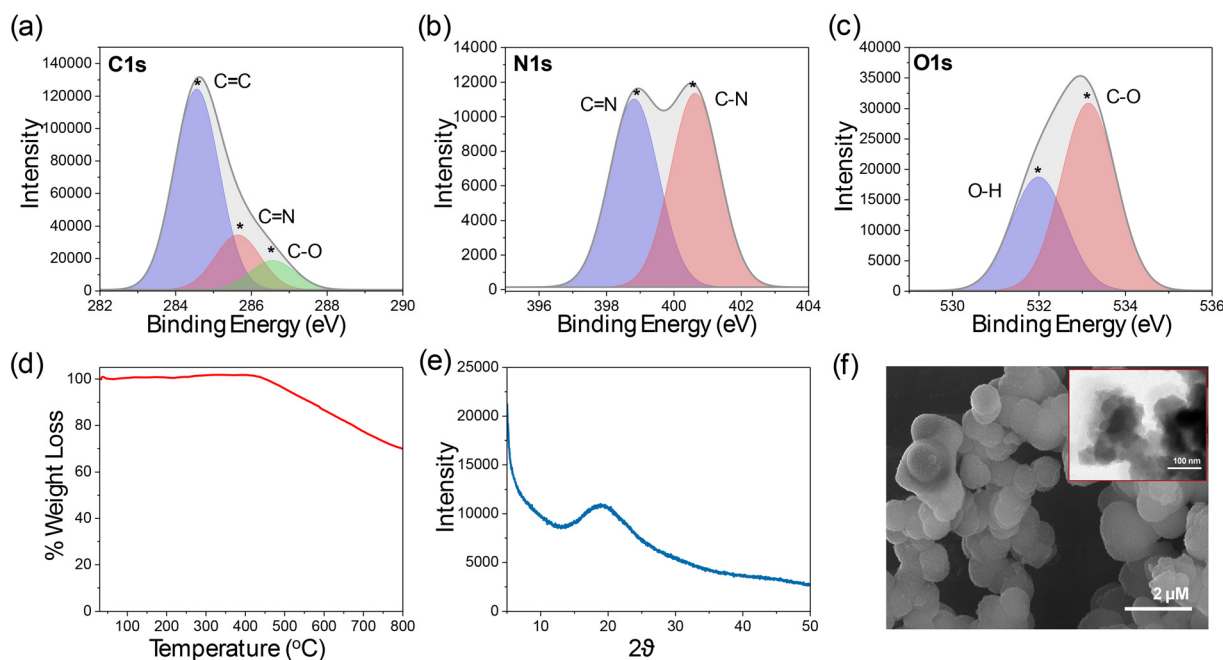 (a)
C1s
* C=C
* C=N
* C-O
140000
120000
100000
80000
60000
40000
20000
0
282 284 286 288 290
Intensity
Binding Energy (eV)
(b)
N1s
C=N *
* C-N
14000
12000
10000
8000
6000
4000
2000
0
396 398 400 402 404
Intensity
Binding Energy (eV)
(c)
O1s
* C-O
O-H *
40000
35000
30000
25000
20000
15000
10000
5000
0
530 532 534 536
Intensity
Binding Energy (eV)
(d)
100
80
60
40
20
0
100 200 300 400 500 600 700 800
% Weight Loss
Temperature (°C)
(e)
25000
20000
15000
10000
5000
0
10 20 30 40 50
Intensity
2ϑ
(f)
100 nm
2 µM